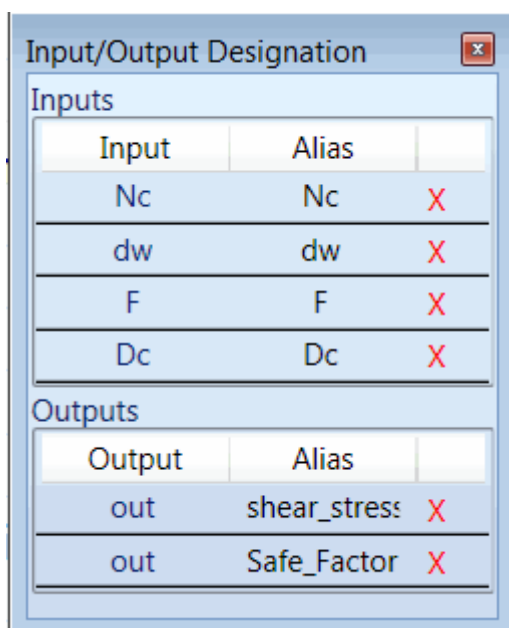 Input/Output Designation
x
Inputs
Input Alias
Nc Nc X
dw dw X
F F X
Dc Dc X
Outputs
Output Alias
out shear_stress X
out Safe_Factor X